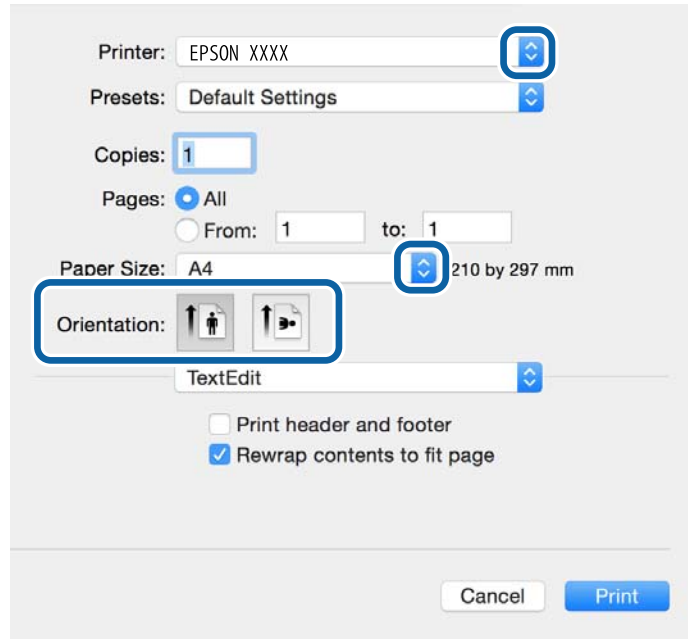 Printer: EPSON XXXX
Presets: Default Settings
Copies: 1
Pages: All
From: 1 to: 1
Paper Size: A4 210 by 297 mm
Orientation:
TextEdit
Print header and footer
Rewrap contents to fit page
Cancel Print